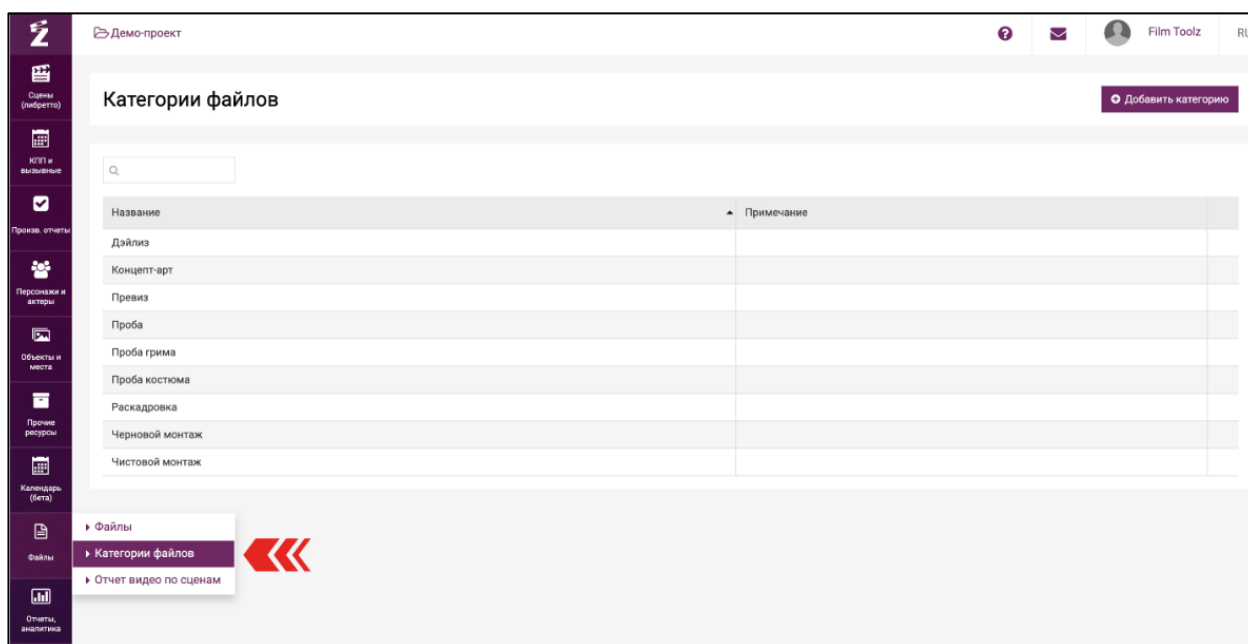 Демо-проект
Film Toolz
RU
Сцены
(либретто)
КПП и
вызывные
Произв. отчеты
Персонажи и
актеры
Объекты и
места
Прочие
ресурсы
Календарь
(бета)
Файлы
Отчеты,
аналитика
Категории файлов
Добавить категорию
Название
Примечание
Дэйлиз
Концепт-арт
Превиз
Проба
Проба грима
Проба костюма
Раскадровка
Черновой монтаж
Чистовой монтаж
Файлы
Категории файлов
Отчет видео по сценам